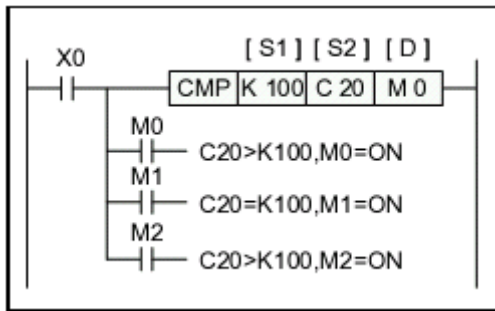 [ S1 ] [ S2 ] [ D ]
X0
CMP K 100 C 20 M 0
M0
C20>K100,M0=ON
M1
C20=K100,M1=ON
M2
C20>K100,M2=ON